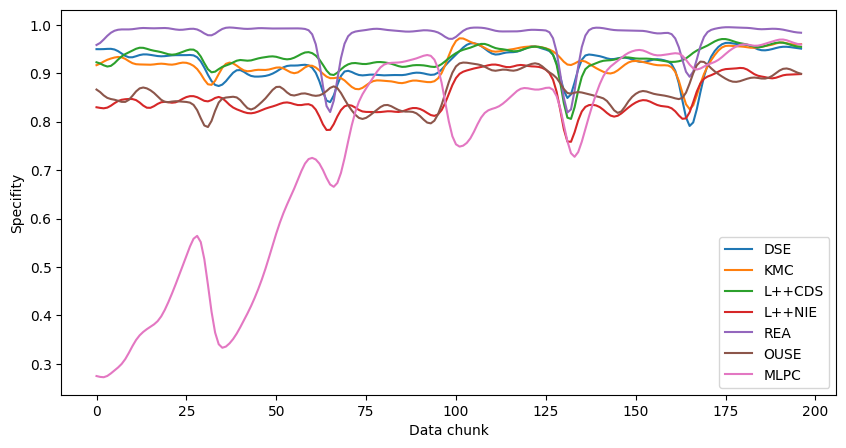 1.0
0.9
0.8
0.7
0.6
0.5
0.4
0.3
Specifity
0
25
50
75
100
125
150
175
200
Data chunk
DSE
KMC
L++CDS
L++NIE
REA
OUSE
MLPC